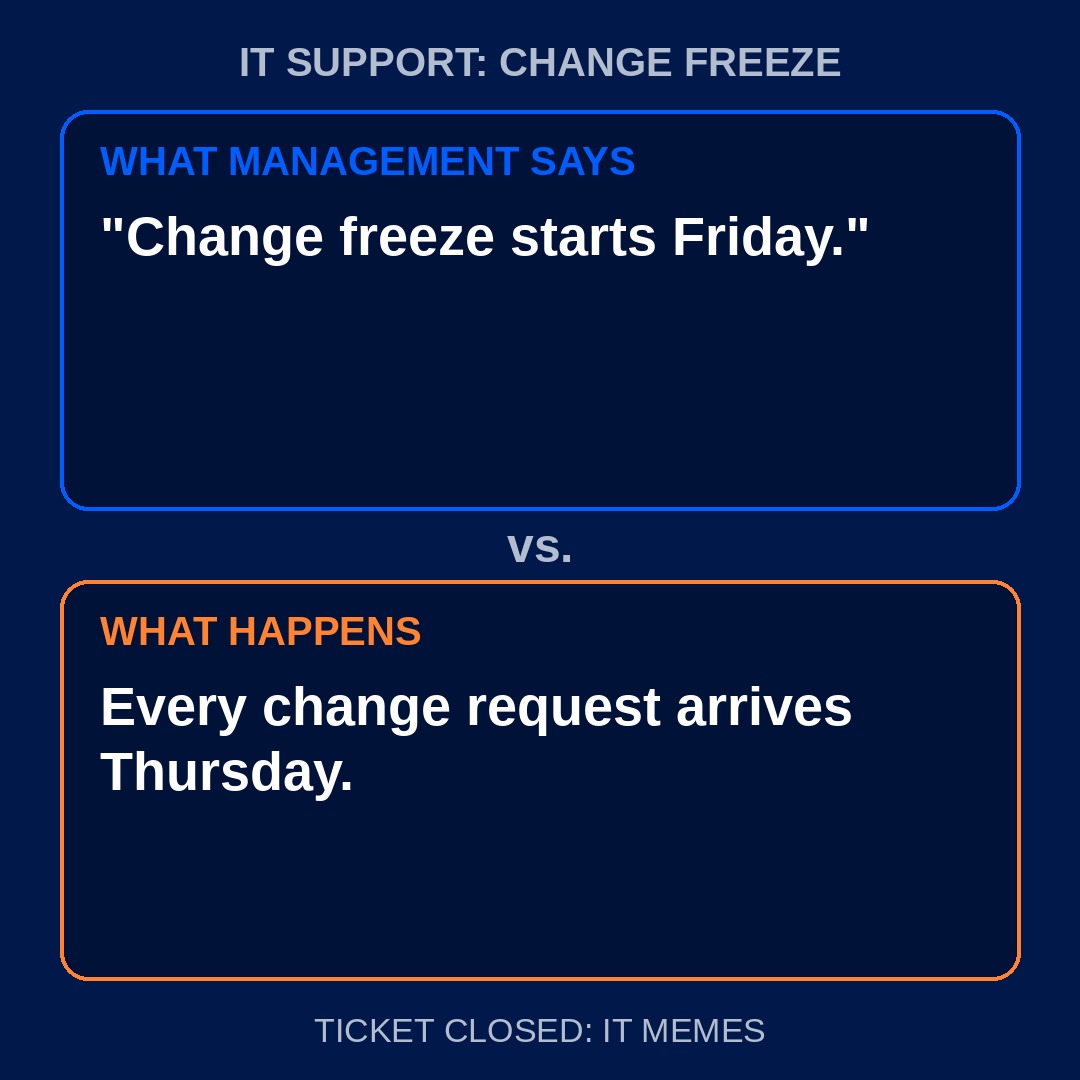 IT SUPPORT: CHANGE FREEZE
WHAT MANAGEMENT SAYS
"Change freeze starts Friday."
vs.
WHAT HAPPENS
Every change request arrives
Thursday.
TICKET CLOSED: IT MEMES